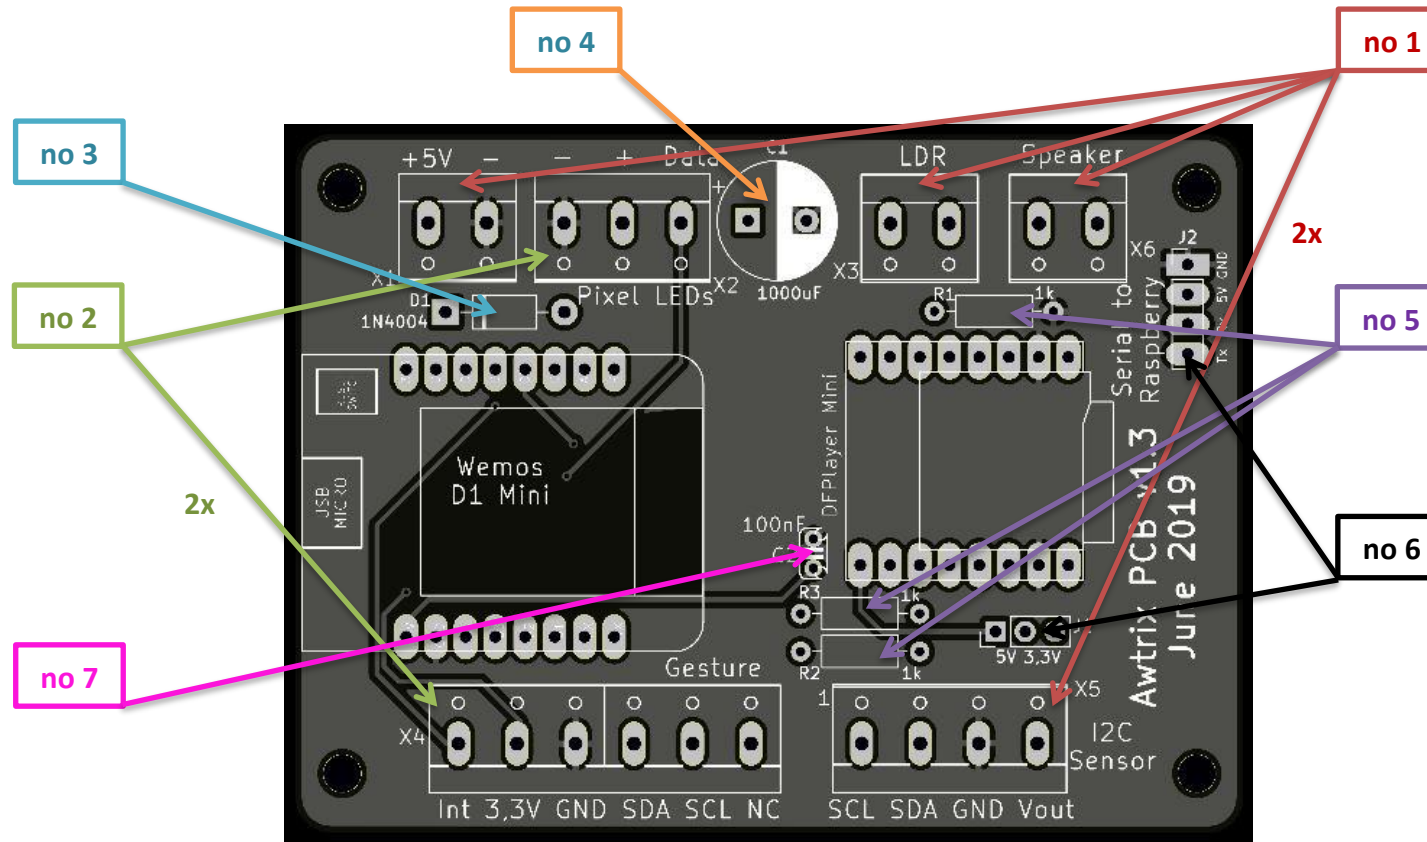 no 4
no 1
no 3
+5V - - + Data
C1
LDR
Speaker
+
2x
X1
X2
X3
X6
J2
GND
5V
Tx
no 2
D1
1N4004
Pixel LEDs
1000uF
R1
1k
Serial to
Raspberry
no 5
DFPlayer Mini
Wemos
D1 Mini
JSB
MICRO
2x
100nF
C2
Awtrix PCB v1.3
June 2019
no 6
R3
1k
R2
1k
5V 3,3V
no 7
Gesture
1
X5
X4
I2C
Sensor
Int 3,3V GND SDA SCL NC
SCL SDA GND Vout